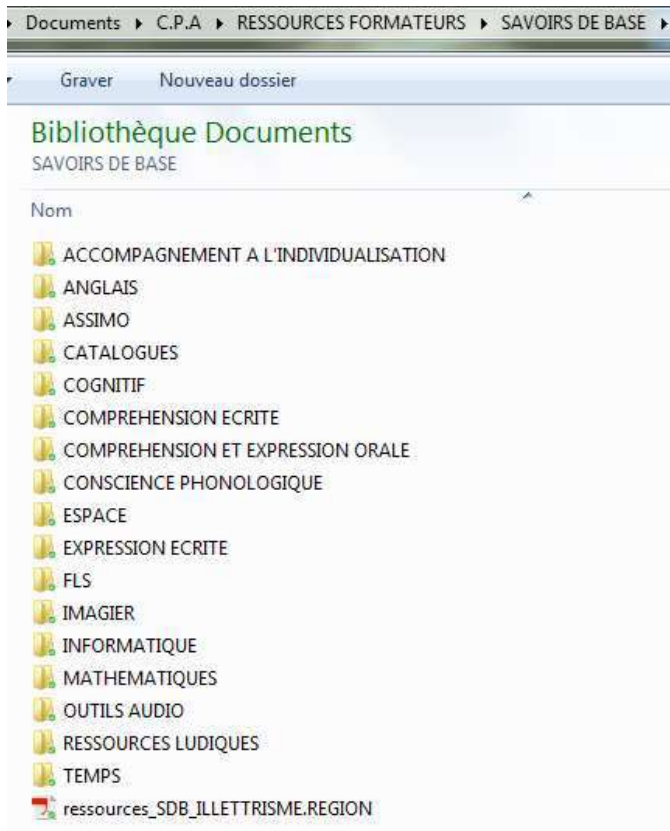 Documents ▸ C.P.A ▸ RESSOURCES FORMATEURS ▸ SAVOIRS DE BASE ▸
Graver Nouveau dossier
Bibliothèque Documents
SAVOIRS DE BASE
Nom
ACCOMPAGNEMENT A L'INDIVIDUALISATION
ANGLAIS
ASSIMO
CATALOGUES
COGNITIF
COMPREHENSION ECRITE
COMPREHENSION ET EXPRESSION ORALE
CONSCIENCE PHONOLOGIQUE
ESPACE
EXPRESSION ECRITE
FLS
IMAGIER
INFORMATIQUE
MATHEMATIQUES
OUTILS AUDIO
RESSOURCES LUDIQUES
TEMPS
ressources_SDB_ILLETTRISME.REGION